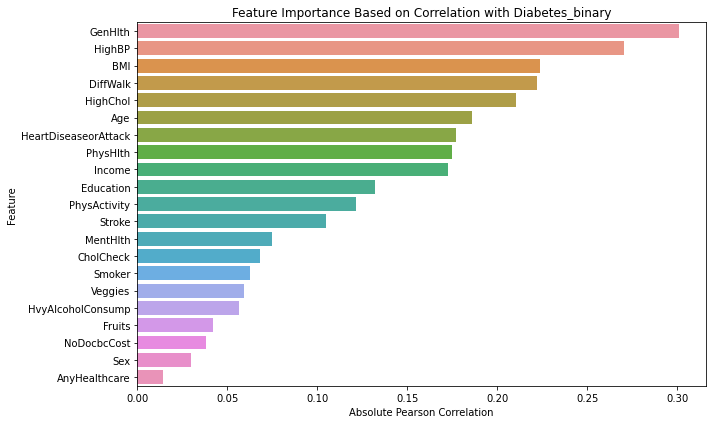 Feature Importance Based on Correlation with Diabetes_binary
GenHlth
HighBP
BMI
DiffWalk
HighChol
Age
HeartDiseaseorAttack
PhysHlth
Income
Education
PhysActivity
Stroke
MentHlth
CholCheck
Smoker
Veggies
HvyAlcoholConsump
Fruits
NoDocbcCost
Sex
AnyHealthcare
Feature
0.00 0.05 0.10 0.15 0.20 0.25 0.30
Absolute Pearson Correlation